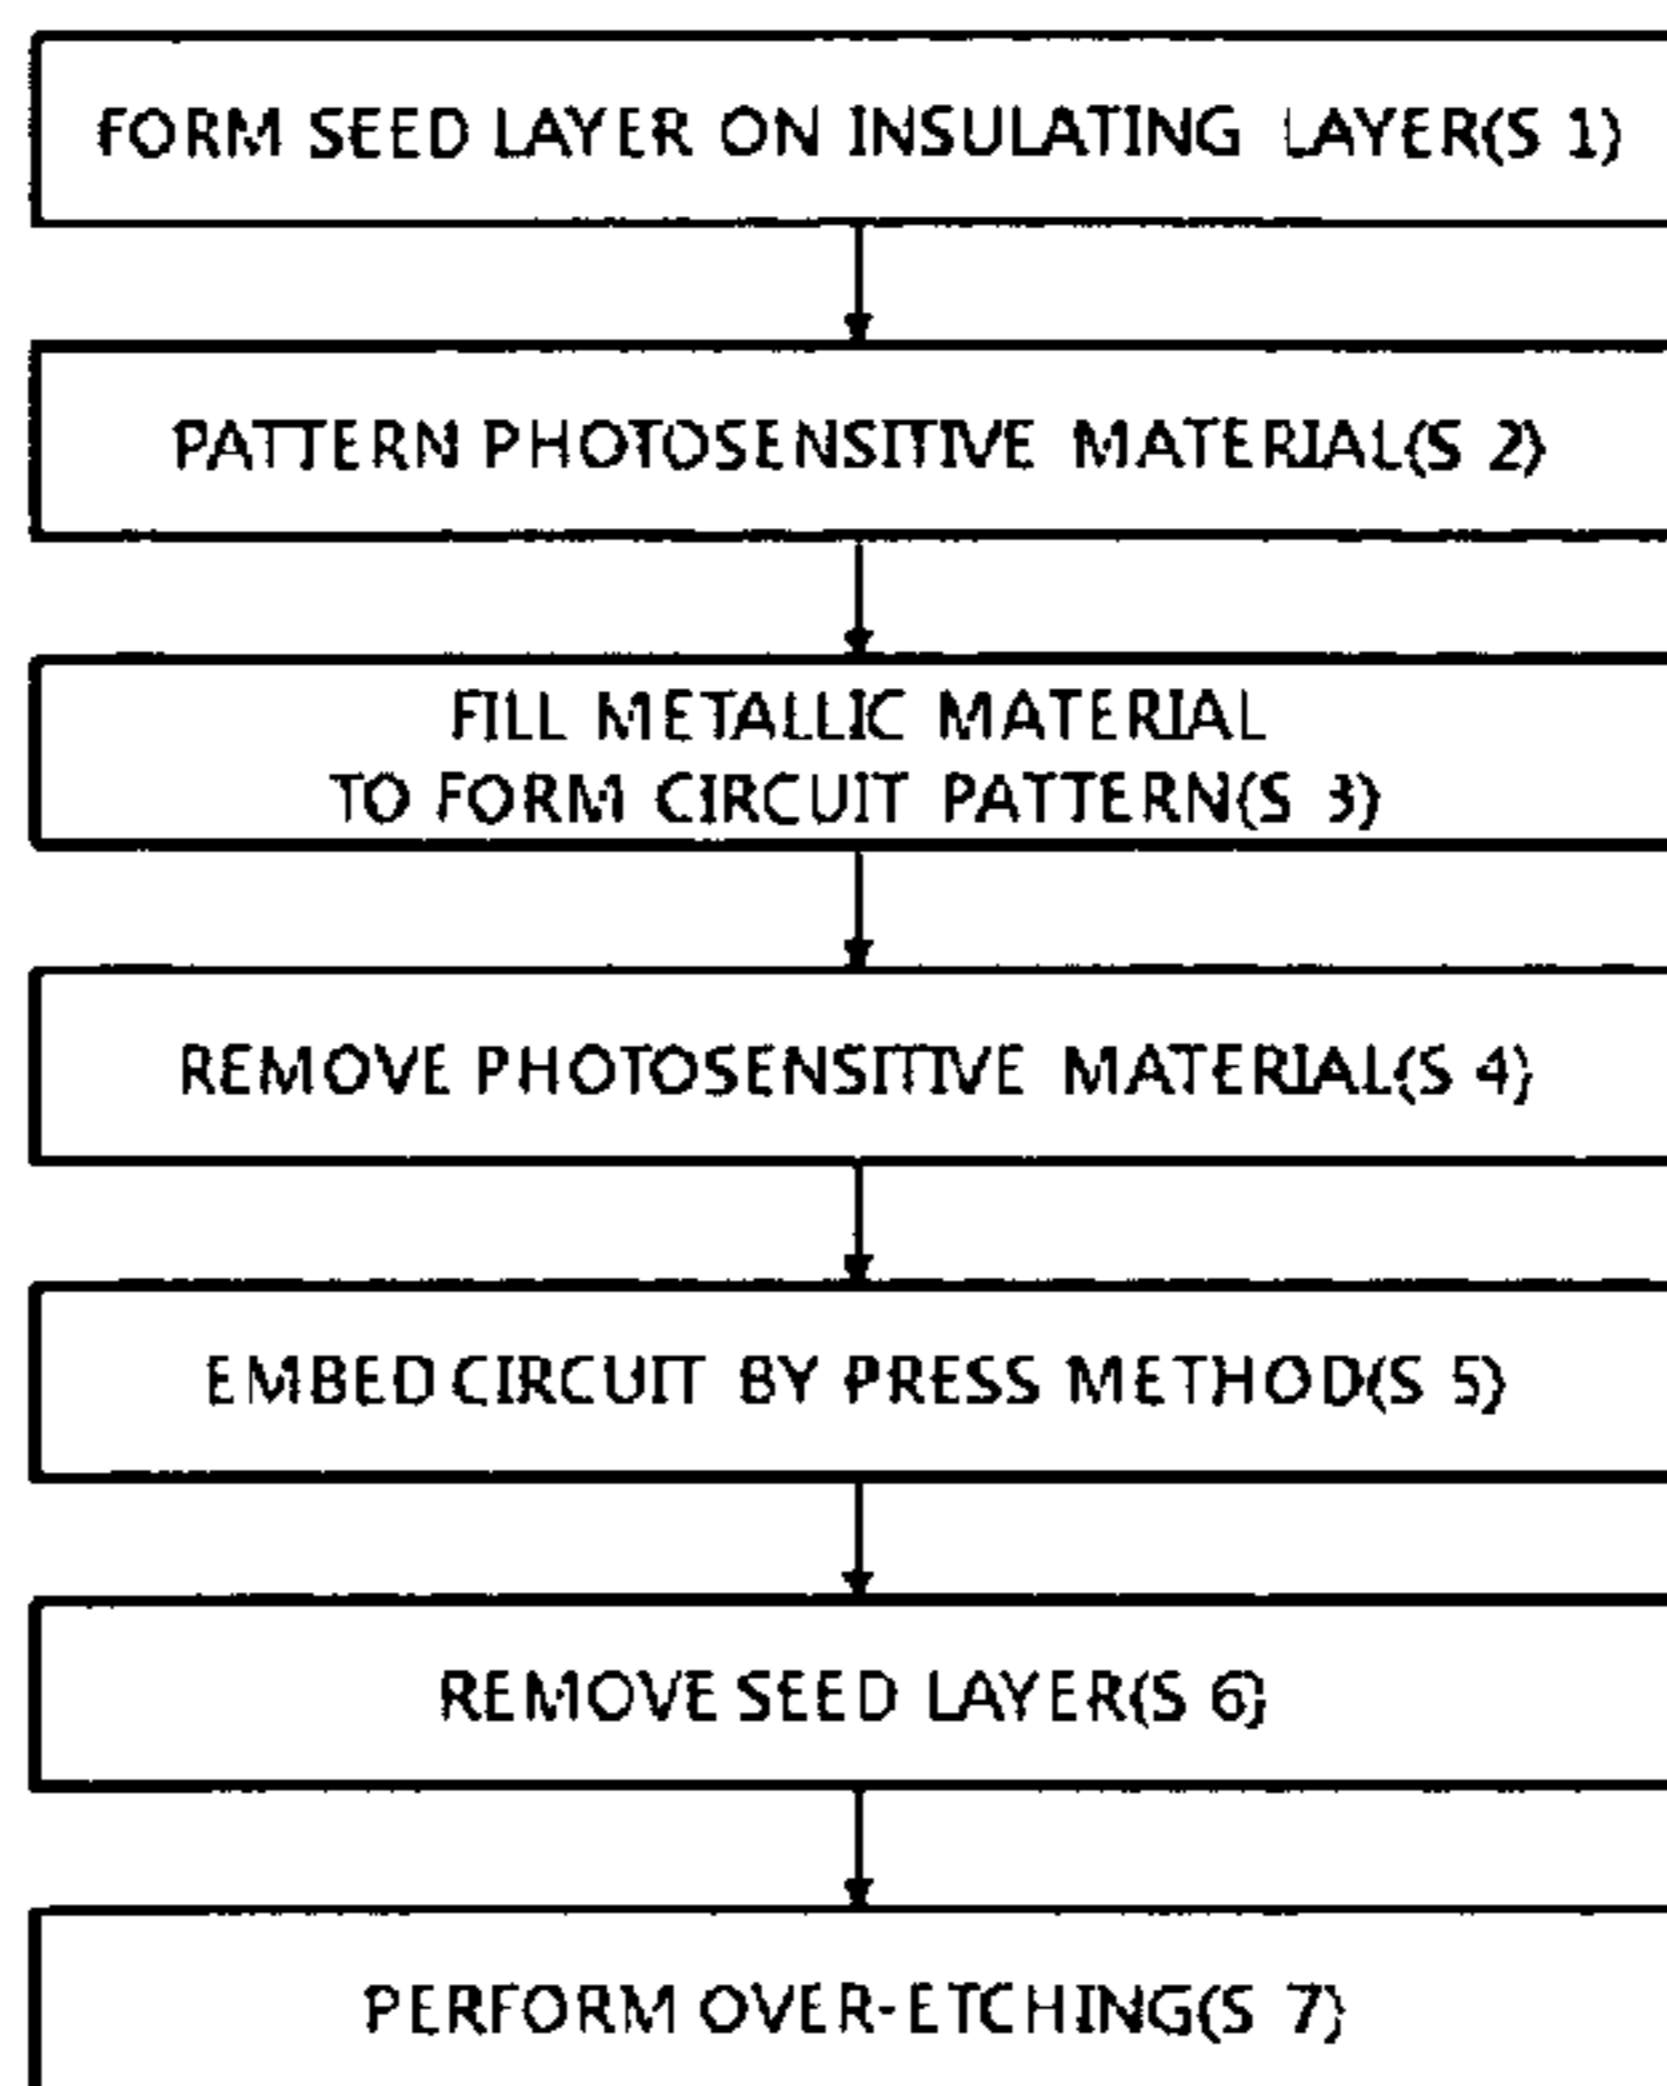 FORM SEED LAYER ON INSULATING LAYER(S 1)
PATTERN PHOTOSENSITIVE MATERIAL(S 2)
FILL METALLIC MATERIAL
TO FORM CIRCUIT PATTERN(S 3)
REMOVE PHOTOSENSITIVE MATERIAL(S 4)
EMBED CIRCUIT BY PRESS METHOD(S 5)
REMOVE SEED LAYER(S 6)
PERFORM OVER-ETCHING(S 7)